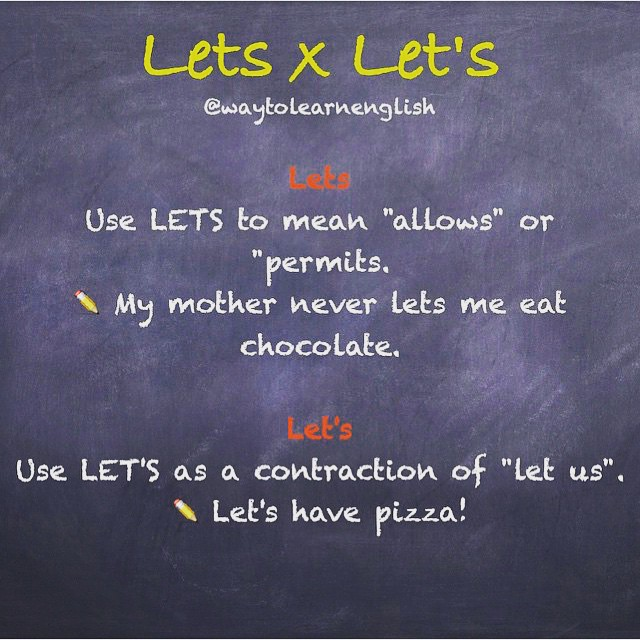 Lets x Let's
@waytolearnenglish
Lets
Use LETS to mean "allows" or
"permits.
My mother never lets me eat
chocolate.
Let's
Use LET'S as a contraction of "let us".
Let's have pizza!